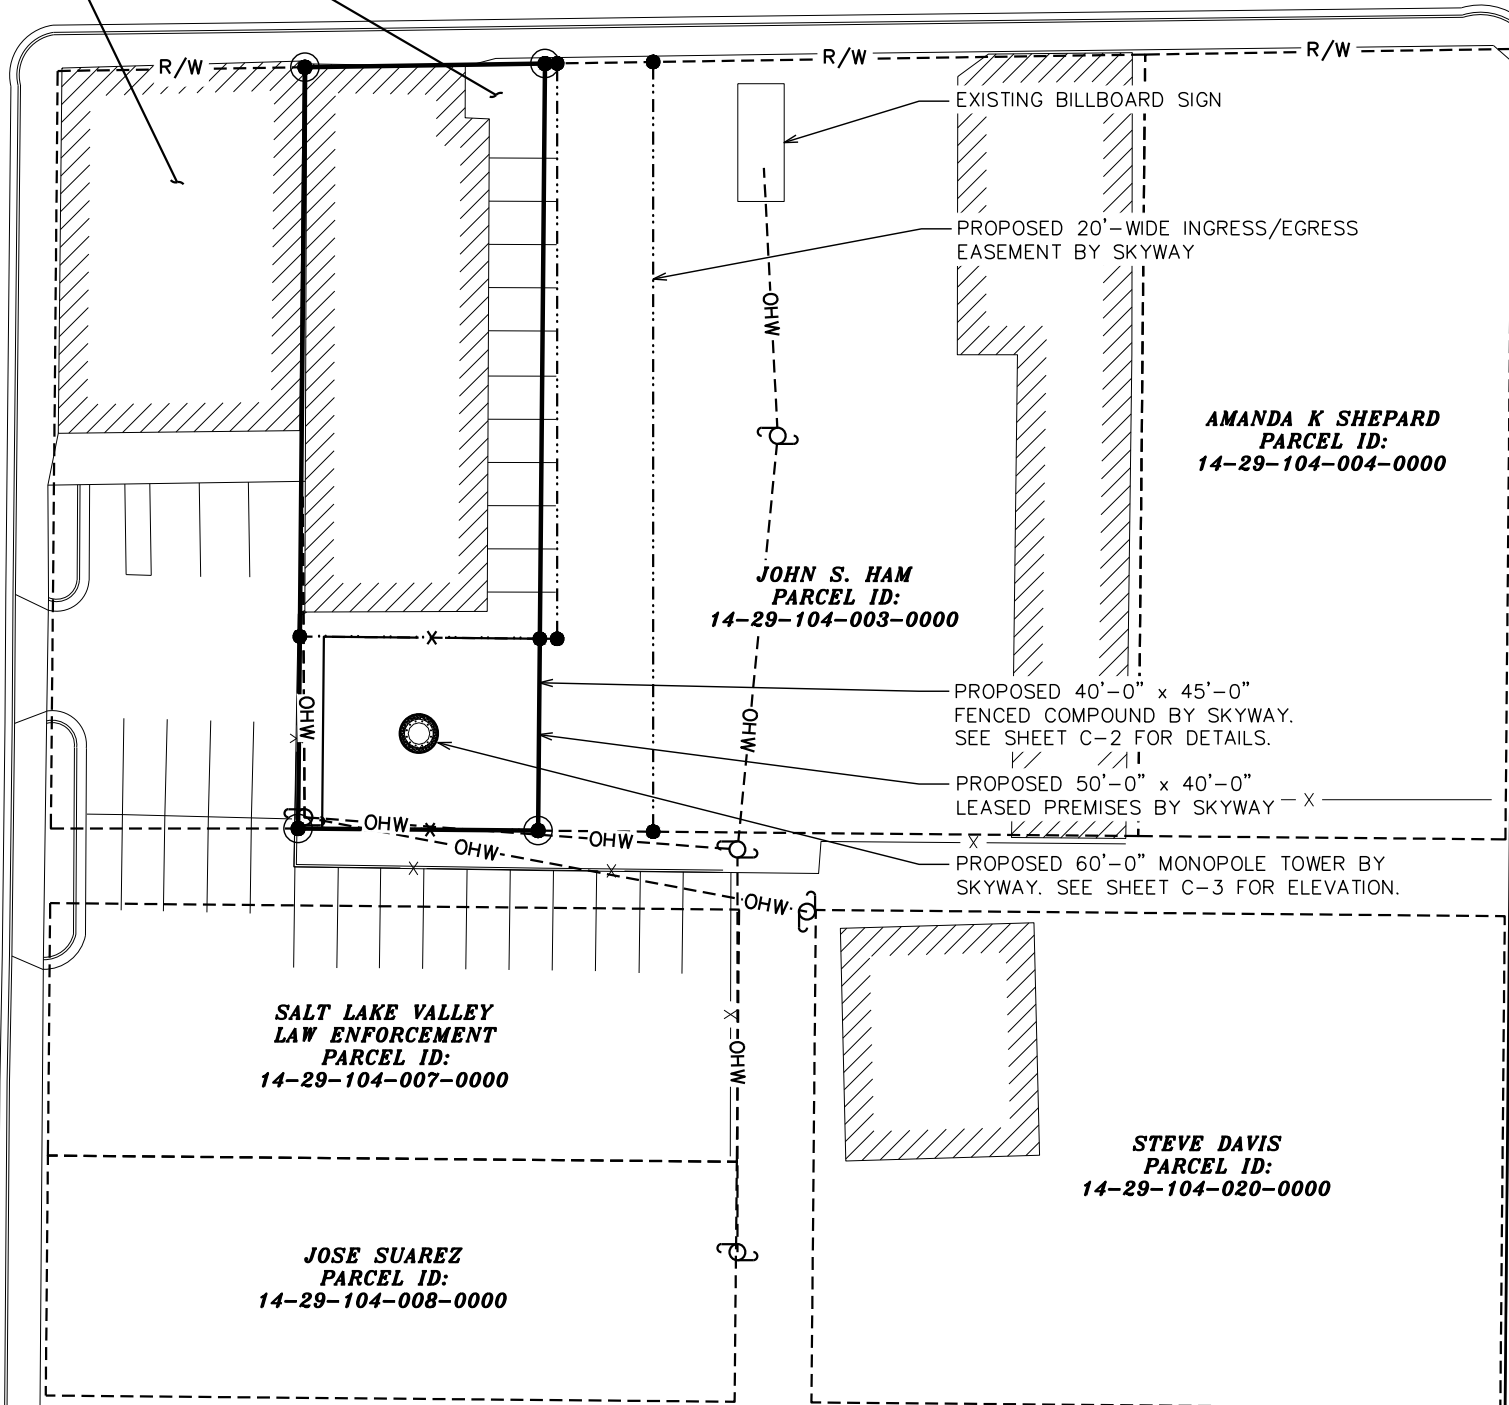 R/W
R/W
R/W
EXISTING BILLBOARD SIGN
PROPOSED 20'-WIDE INGRESS/EGRESS
EASEMENT BY SKYWAY
OHW
AMANDA K SHEPARD
PARCEL ID:
14-29-104-004-0000
JOHN S. HAM
PARCEL ID:
14-29-104-003-0000
X
PROPOSED 40'-0" x 45'-0"
FENCED COMPOUND BY SKYWAY.
SEE SHEET C-2 FOR DETAILS.
OHW
OHW
X
PROPOSED 50'-0" x 40'-0"
LEASED PREMISES BY SKYWAY
X
OHW
X
OHW
OHW
X
X
X
PROPOSED 60'-0" MONOPOLE TOWER BY
SKYWAY. SEE SHEET C-3 FOR ELEVATION.
OHW
SALT LAKE VALLEY
LAW ENFORCEMENT
PARCEL ID:
14-29-104-007-0000
X
OHW
STEVE DAVIS
PARCEL ID:
14-29-104-020-0000
JOSE SUAREZ
PARCEL ID:
14-29-104-008-0000